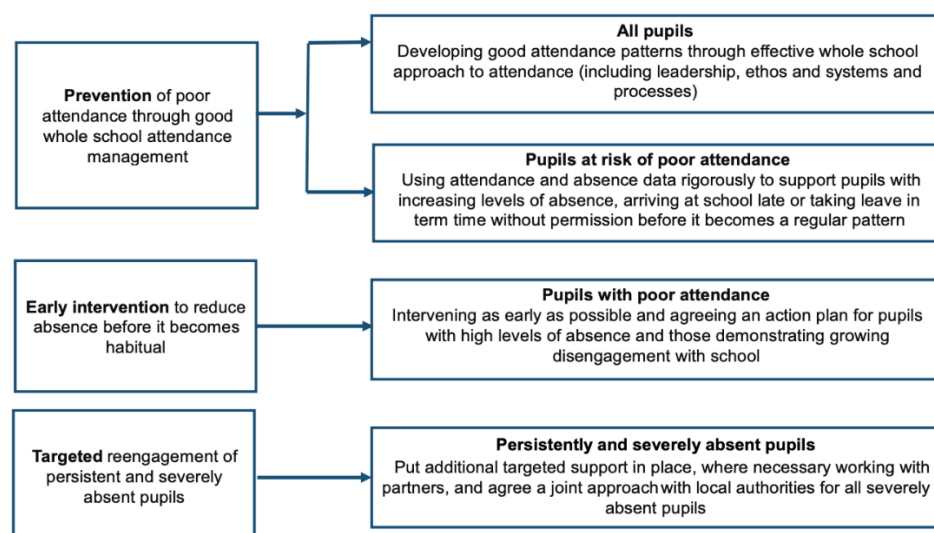 All pupils
Developing good attendance patterns through effective whole school
approach to attendance (including leadership, ethos and systems and
processes)
Prevention of poor
attendance through good
whole school attendance
management
Pupils at risk of poor attendance
Using attendance and absence data rigorously to support pupils with
increasing levels of absence, arriving at school late or taking leave in
term time without permission before it becomes a regular pattern
Early intervention to reduce
absence before it becomes
habitual
Pupils with poor attendance
Intervening as early as possible and agreeing an action plan for pupils
with high levels of absence and those demonstrating growing
disengagement with school
Targeted reengagement of
persistent and severely
absent pupils
Persistently and severely absent pupils
Put additional targeted support in place, where necessary working with
partners, and agree a joint approach with local authorities for all severely
absent pupils